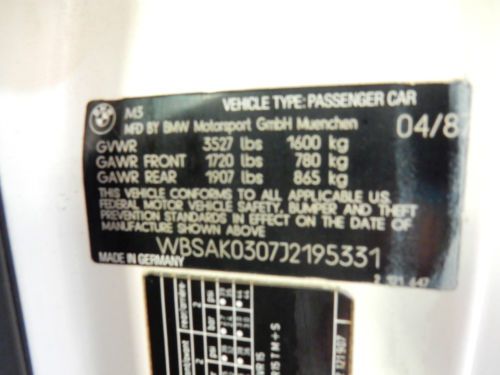 M3 VEHICLE TYPE: PASSENGER CAR
MFD BY BMW Motorsport GmbH Muenchen 04/87
GVWR 3527 lbs 1600 kg
GAWR FRONT 1720 lbs 780 kg
GAWR REAR 1907 lbs 865 kg
THIS VEHICLE CONFORMS TO ALL APPLICABLE US.
FEDERAL MOTOR VEHICLE SAFETY, BUMPER AND THEFT
PREVENTION STANDARDS IN EFFECT ON THE DATE OF
MANUFACTURE SHOWN ABOVE
WBSAK0307J2195331
MADE IN GERMANY